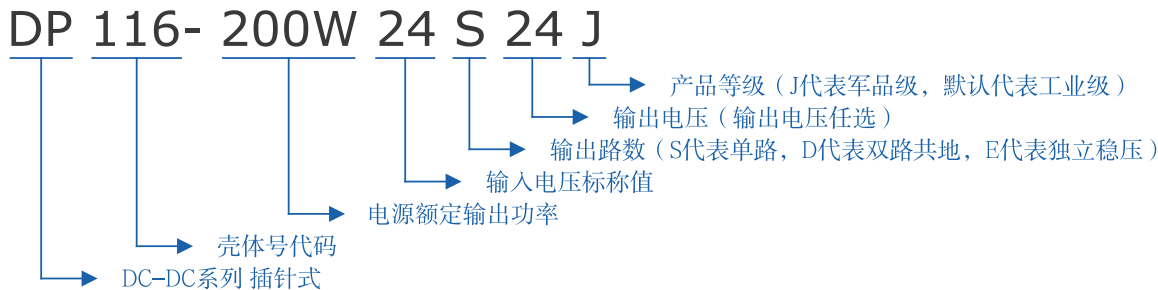 DP 116- 200W 24 S 24 J
产品等级（J代表军品级，默认代表工业级）
输出电压（输出电压任选）
输出路数（S代表单路，D代表双路共地，E代表独立稳压）
输入电压标称值
电源额定输出功率
壳体号代码
DC-DC系列 插针式